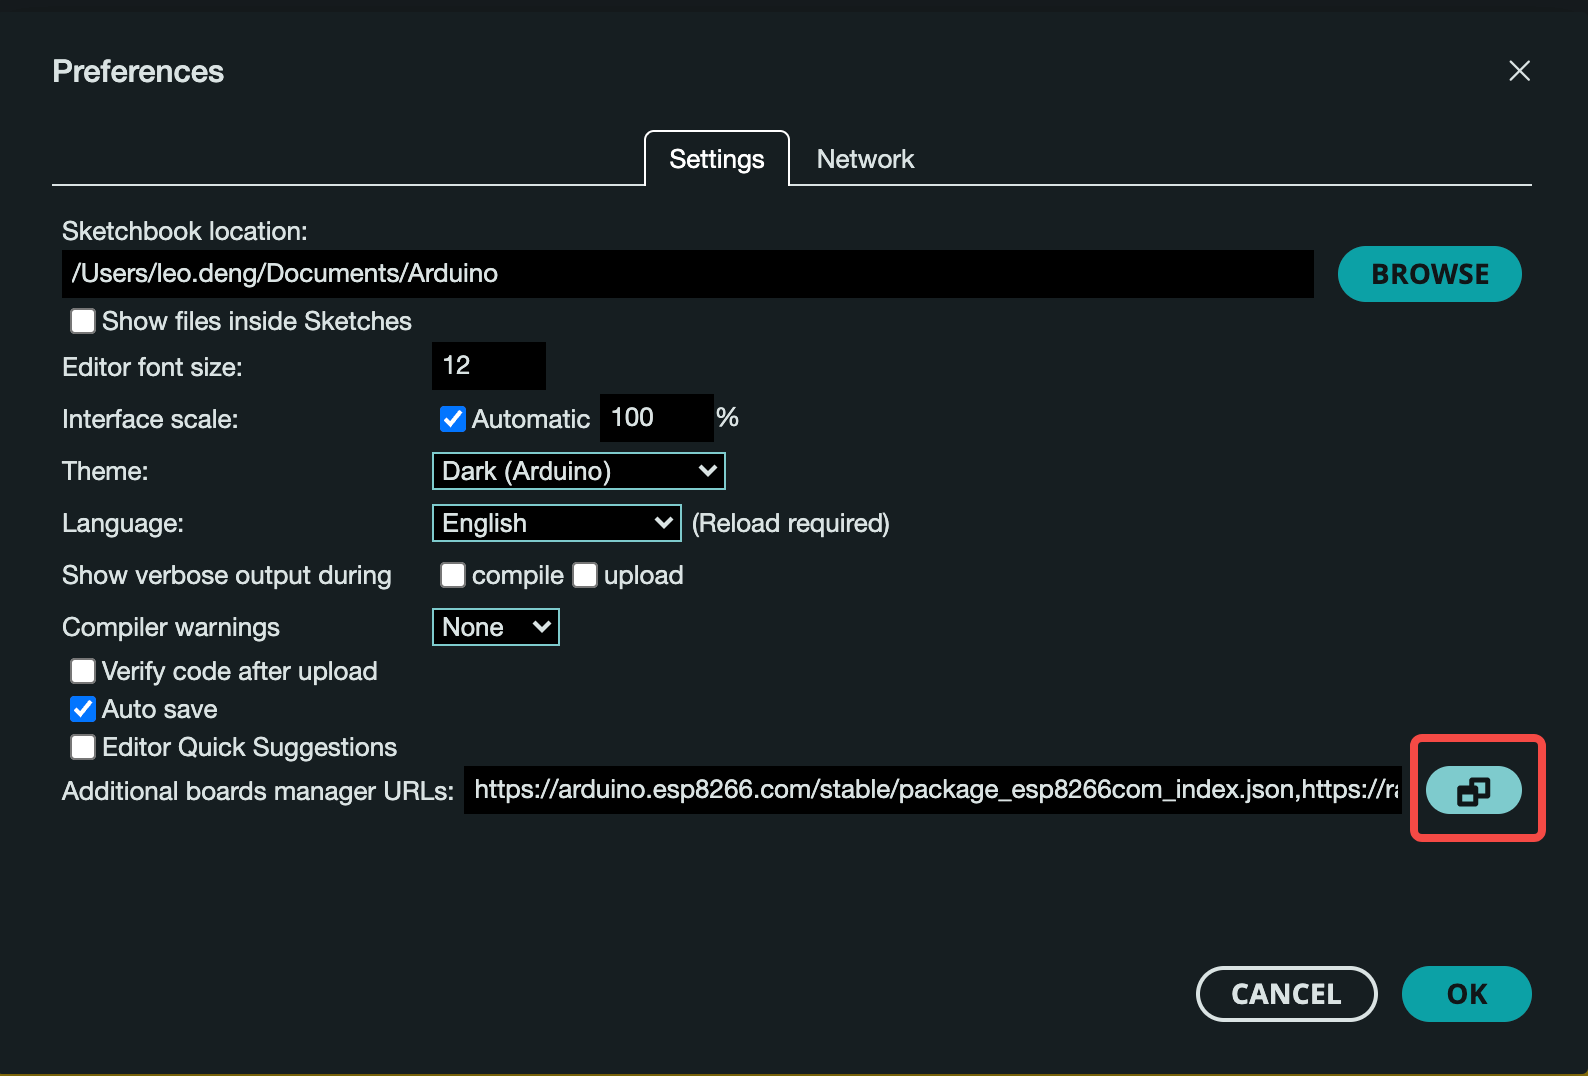 Preferences
Settings Network
Sketchbook location:
/Users/leo.deng/Documents/Arduino BROWSE
Show files inside Sketches
Editor font size: 12
Interface scale: Automatic 100 %
Theme: Dark (Arduino)
Language: English (Reload required)
Show verbose output during compile upload
Compiler warnings None
Verify code after upload
Auto save
Editor Quick Suggestions
Additional boards manager URLs: https://arduino.esp8266.com/stable/package_esp8266com_index.json,https://ra
CANCEL OK